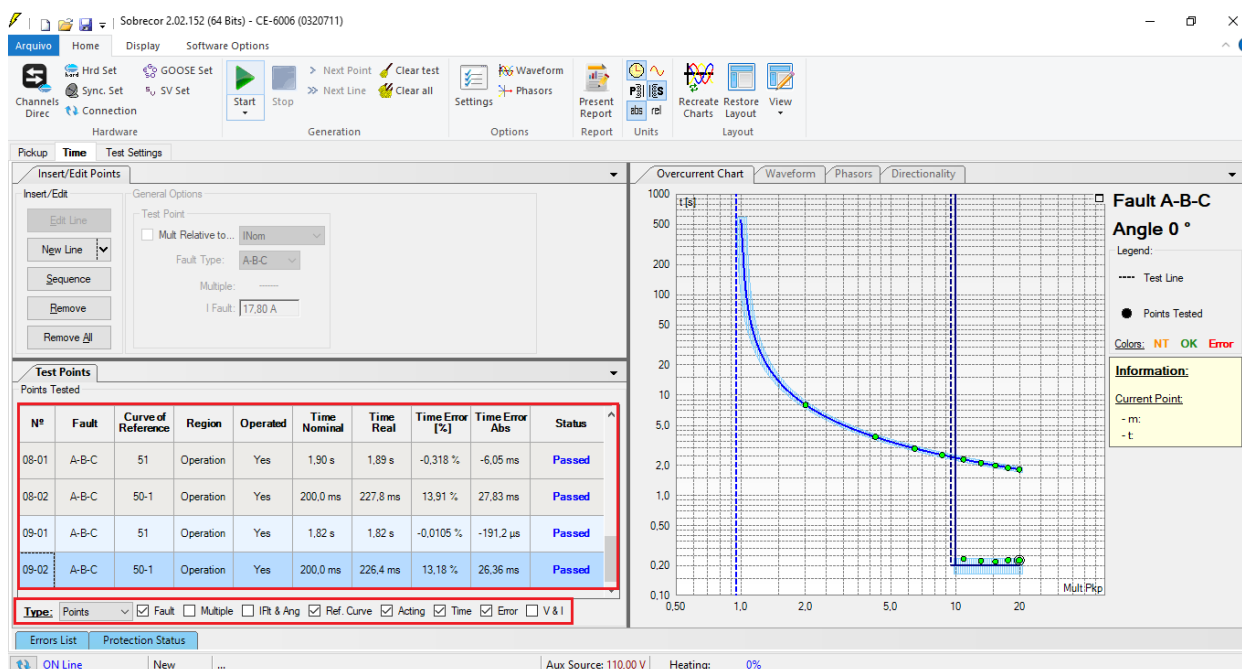 Sobrecor 2.02.152 (64 Bits) - CE-6006 (0320711)
Arquivo Home Display Software Options
Hrd Set GOOSE Set Next Point Clear test Waveform
Sync. Set SV Set Next Line Clear all Phasors
Channels Direc Connection Start Stop Settings Present Report abs rel Recreate Charts Restore Layout View
Hardware Generation Options Report Units Layout
Pickup Time Test Settings
Insert/Edit Points
Insert/Edit General Options
Edit Line Test Point
Mult Relative to... INom
New Line
Fault Type: A-B-C
Sequence
Multiple: -----
Remove I Fault: 17,80 A
Remove All
Test Points
Points Tested
Nº Fault Curve of Reference Region Operated Time Nominal Time Real Time Error [%] Time Error Abs Status
08-01 A-B-C 51 Operation Yes 1,90 s 1,89 s -0,318 % -6,05 ms Passed
08-02 A-B-C 50-1 Operation Yes 200,0 ms 227,8 ms 13,91 % 27,83 ms Passed
09-01 A-B-C 51 Operation Yes 1,82 s 1,82 s -0,0105 % -191,2 µs Passed
09-02 A-B-C 50-1 Operation Yes 200,0 ms 226,4 ms 13,18 % 26,36 ms Passed
Type: Points Fault Multiple IRt & Ang Ref. Curve Acting Time Error V & I
Errors List Protection Status
Overcurrent Chart Waveform Phasors Directionality
t [s]
1000
500
200
100
50
20
10
5,0
2,0
1,0
0,50
0,20
0,10
Mult Pkp
0,50 1,0 2,0 5,0 10 20
Fault A-B-C
Angle 0 °
Legend:
Test Line
Points Tested
Colors: NT OK Error
Information:
Current Point:
- m:
- t:
ON Line New ... Aux Source: 110.00 V Heating: 0%